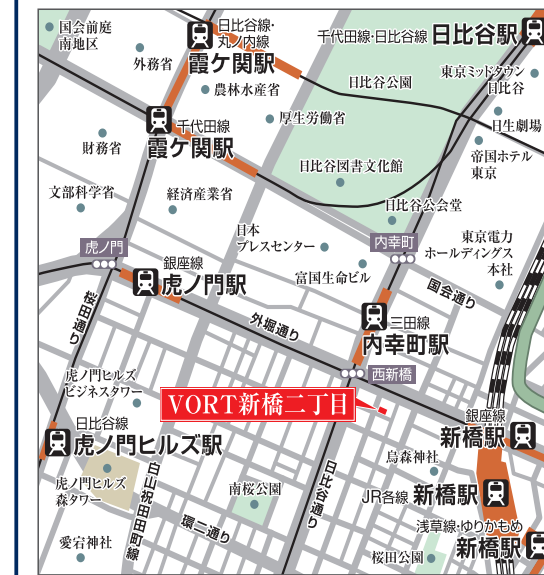 国会前庭
南地区
外務省
日比谷線・
丸ノ内線
霞ケ関駅
千代田線・日比谷線 日比谷駅
農林水産省
日比谷公園
東京ミッドタウン
日比谷
千代田線
霞ケ関駅
厚生労働省
日生劇場
財務省
日比谷図書文化館
帝国ホテル
東京
文部科学省
経済産業省
日比谷公会堂
虎ノ門
日本
プレスセンター
内幸町
東京電力
ホールディングス
本社
銀座線
虎ノ門駅
富国生命ビル
国会通り
桜田通り
外堀通り
三田線
内幸町駅
虎ノ門ヒルズ
ビジネスタワー
西新橋
VORT新橋二丁目
日比谷線
虎ノ門ヒルズ駅
銀座線
新橋駅
烏森神社
虎ノ門ヒルズ
森タワー
白山祝田田町線
南桜公園
日比谷通り
JR各線 新橋駅
環二通り
浅草線・ゆりかもめ
新橋駅
愛宕神社
桜田公園